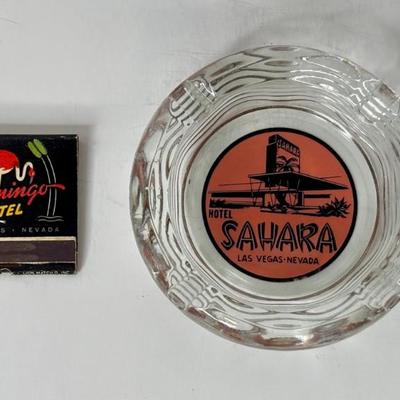 mingo
TEL
S • NEVADA
SAHARA
HOTEL
SAHARA
LAS VEGAS • NEVADA